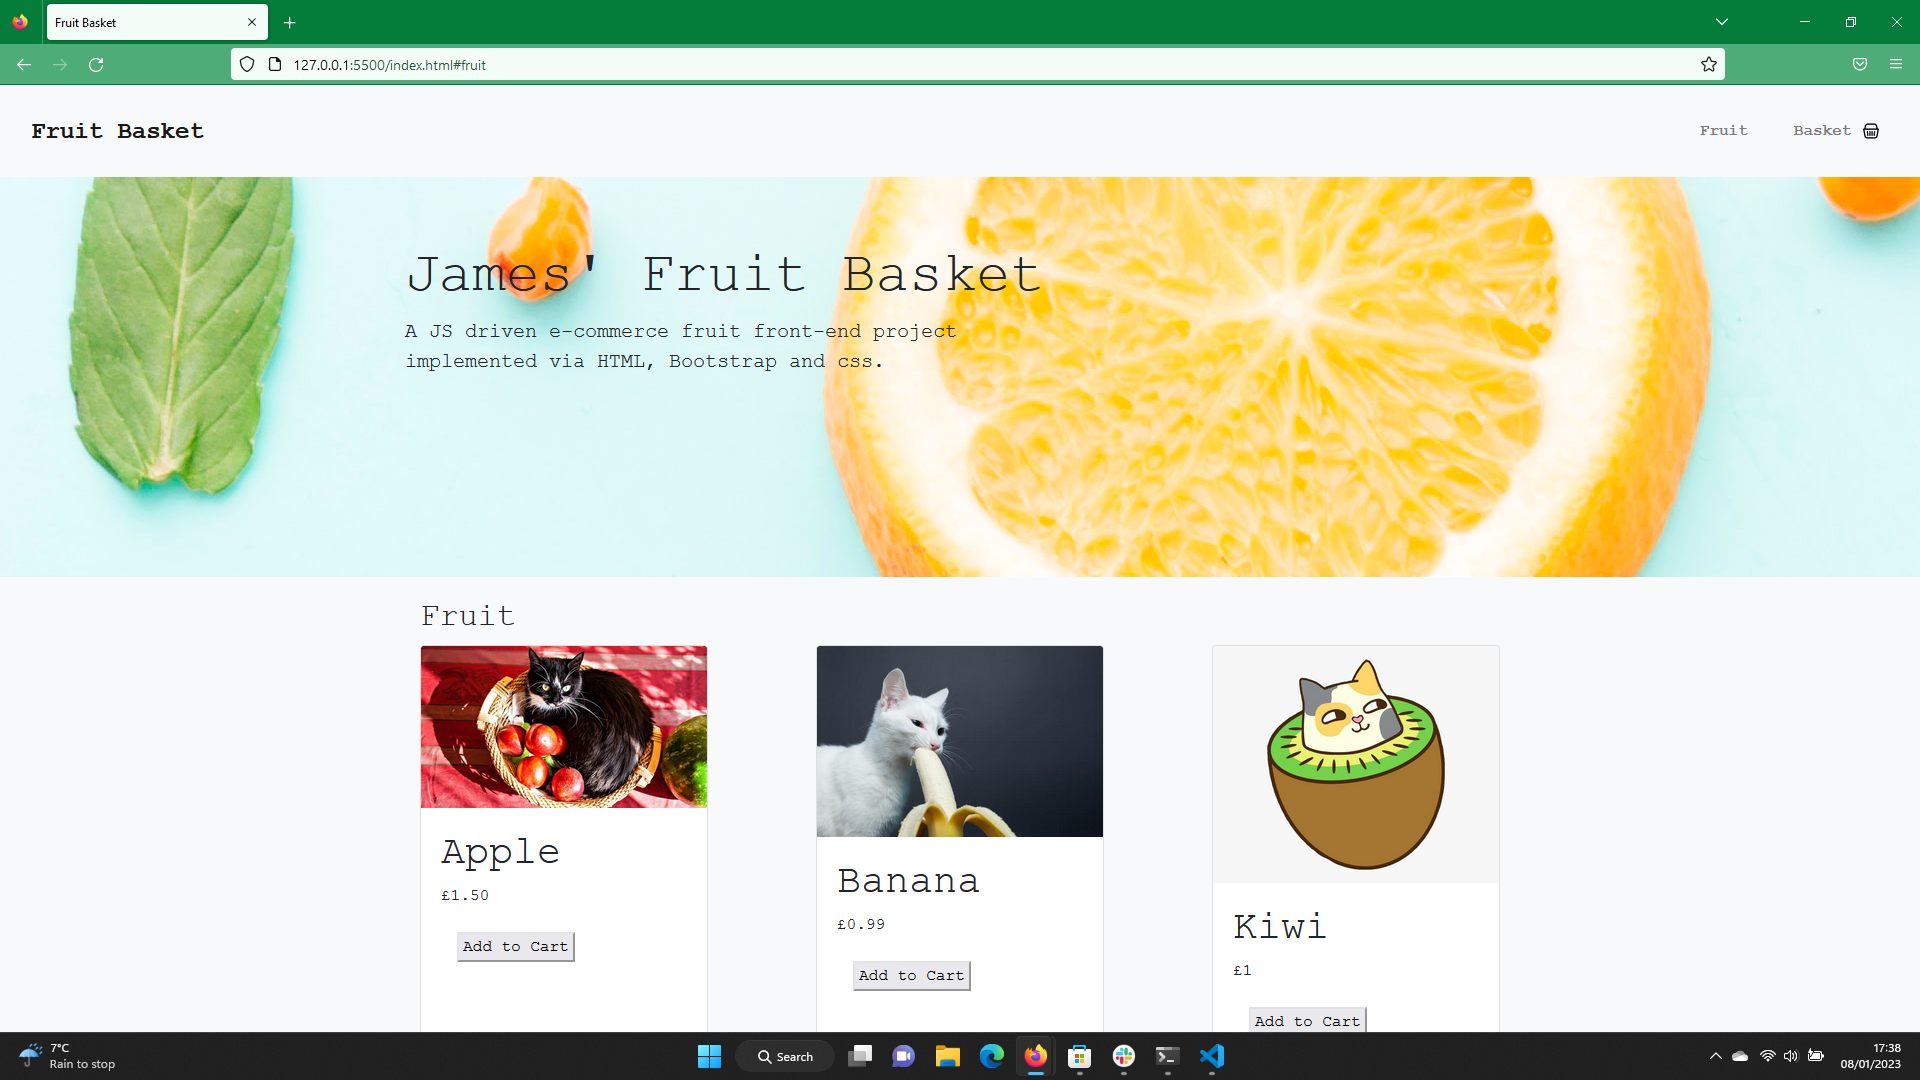 Fruit Basket
127.0.0.1:5500/index.html#fruit
Fruit Basket
Fruit
Basket
James' Fruit Basket
A JS driven e-commerce fruit front-end project
implemented via HTML, Bootstrap and css.
Fruit
Apple
£1.50
Add to Cart
Banana
£0.99
Add to Cart
Kiwi
£1
Add to Cart
7°C
Rain to stop
Search
17:38
08/01/2023